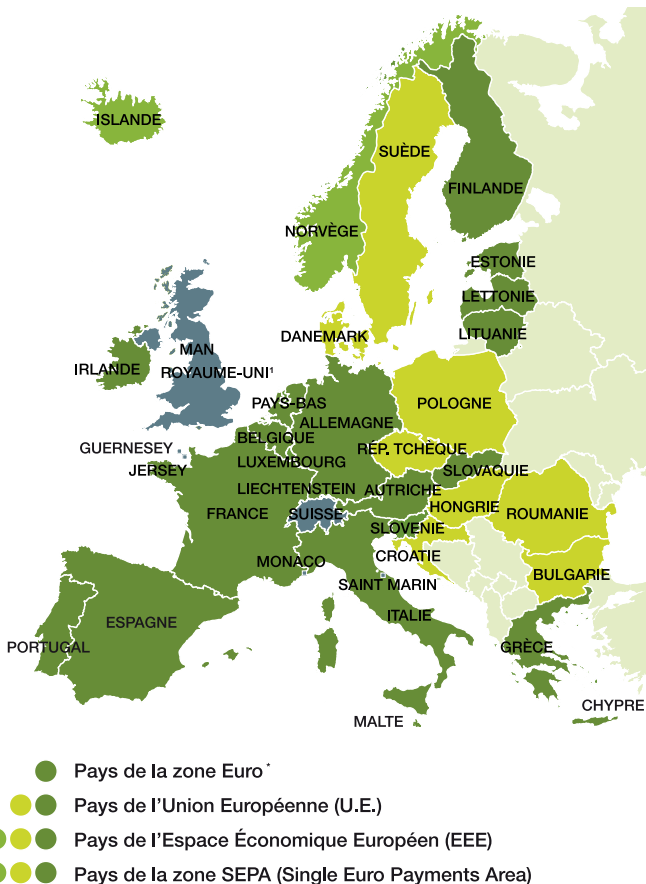 ISLANDE
SUÈDE
FINLANDE
NORVÈGE
ESTONIE
LETTONIE
LITUANIE
DANEMARK
MAN
IRLANDE
ROYAUME-UNI¹
PAYS-BAS
POLOGNE
ALLEMAGNE
BELGIQUE
GUERNESEY
RÉP. TCHÈQUE
JERSEY
LUXEMBOURG
SLOVAQUIE
LIECHTENSTEIN
AUTRICHE
HONGRIE
FRANCE
SUISSE
ROUMANIE
SLOVENIE
MONACO
CROATIE
BULGARIE
SAINT MARIN
ITALIE
ESPAGNE
PORTUGAL
GRÈCE
CHYPRE
MALTE
Pays de la zone Euro*
Pays de l'Union Européenne (U.E.)
Pays de l'Espace Économique Européen (EEE)
Pays de la zone SEPA (Single Euro Payments Area)